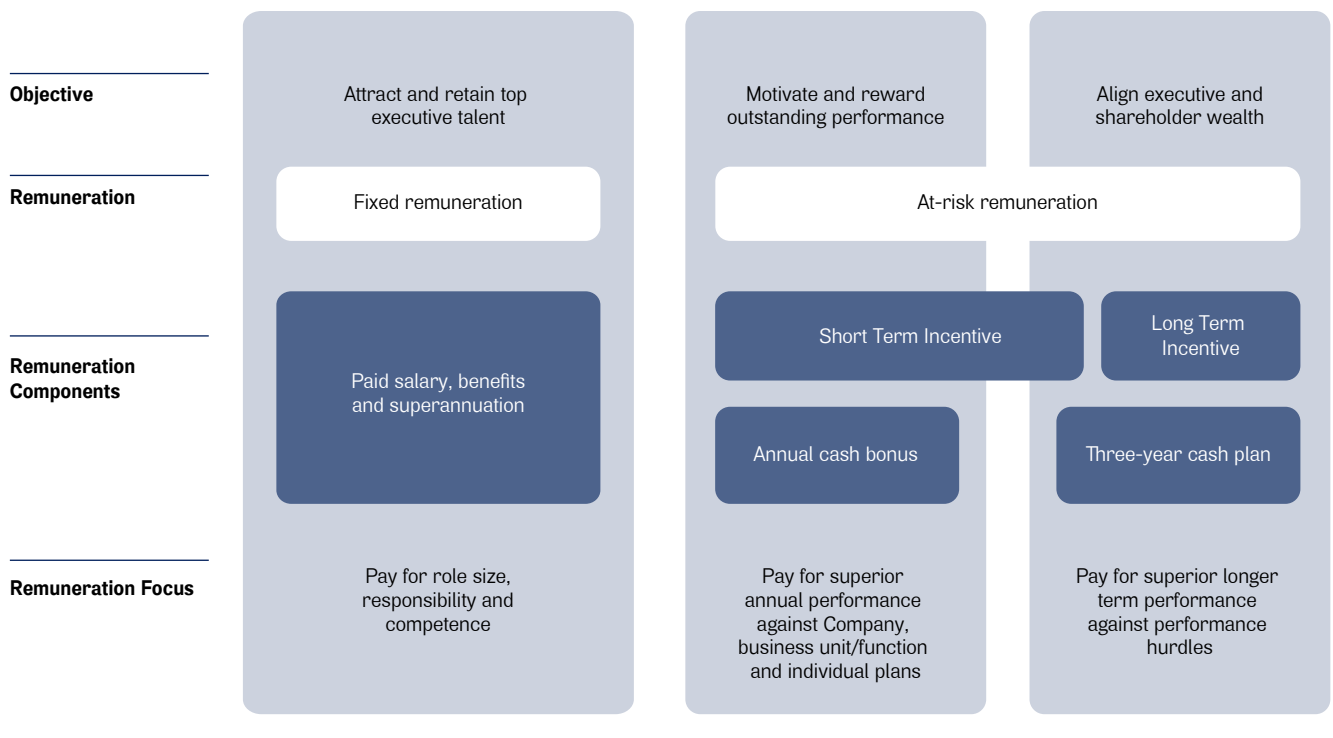 Objective
Attract and retain top
executive talent
Motivate and reward
outstanding performance
Align executive and
shareholder wealth
Remuneration
Fixed remuneration
At-risk remuneration
Remuneration
Components
Paid salary, benefits
and superannuation
Short Term Incentive
Long Term
Incentive
Annual cash bonus
Three-year cash plan
Remuneration Focus
Pay for role size,
responsibility and
competence
Pay for superior
annual performance
against Company,
business unit/function
and individual plans
Pay for superior longer
term performance
against performance
hurdles